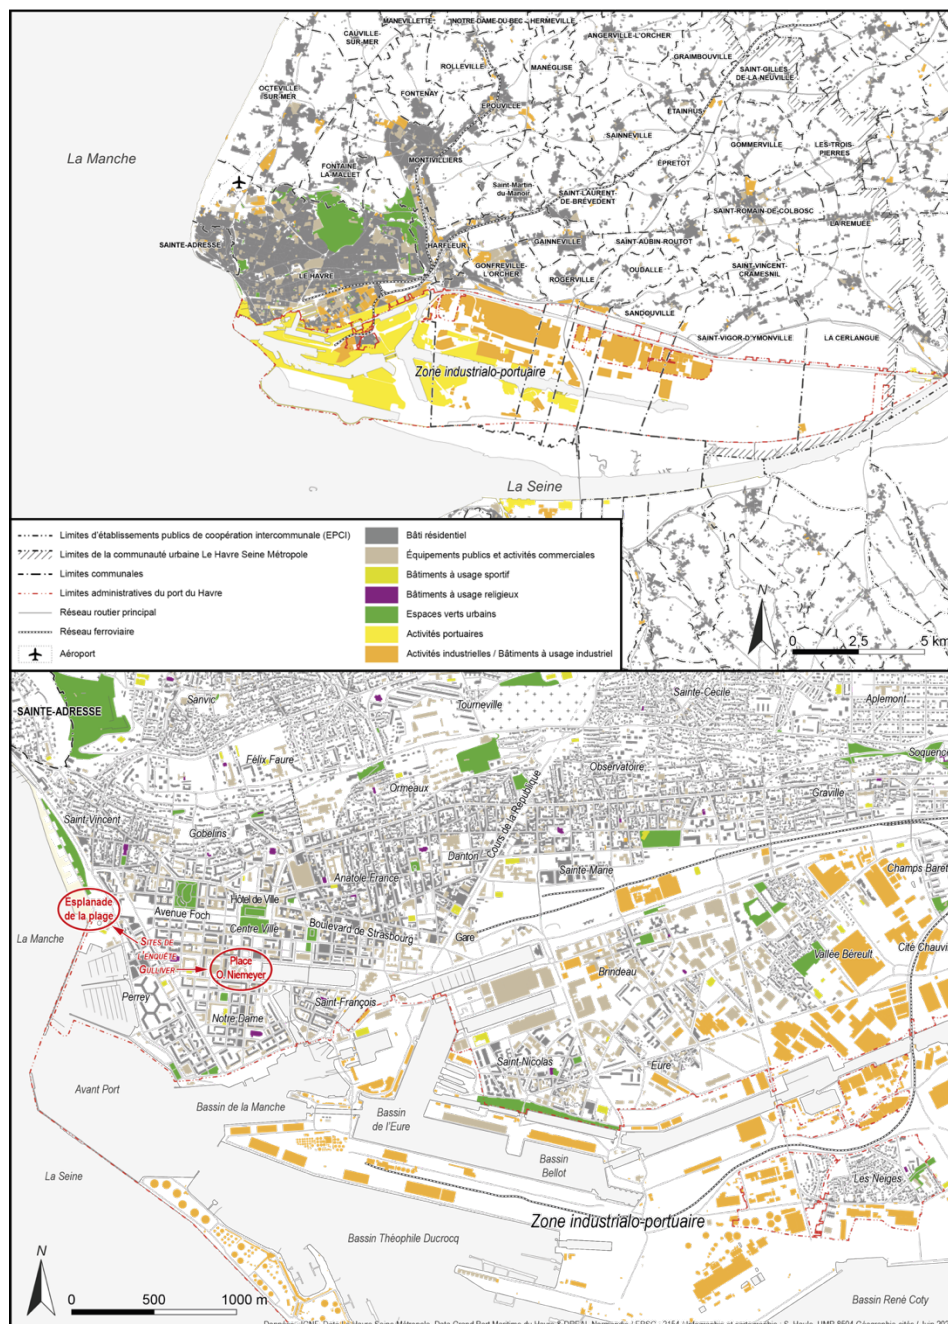 MANEVILLETTE
NOTRE-DAME-DU-BEC
HERMEVILLE
CAUVILLE-
SUR-MER
ANGERVILLE-L'ORCHER
ROLLEVILLE
MANÉGLISE
GRAIMBOUVILLE
SAINT-GILLES
DE-LA-NEUVILLE
OCTEVILLE
SUR-MER
FONTENAY
ÉPOUVILLE
ÉTAINHUS
SAINNEVILLE
GOMMERVILLE
LES-TROIS-
PIERRES
La Manche
MONTIVILLIERS
ÉPRETOT
FONTAINE
LA-MALLET
Saint-Martin
du-Manoir
SAINT-LAURENT
DE-BRÈVEDENT
SAINT-ROMAIN-DE-COLBOSC
LA REMUÉE
SAINTE-ADRESSE
HARFLEUR
GAINNEVILLE
SAINT-AUBIN-ROUTOT
GONFREVILLE-
L'ORCHER
OUDALLE
SAINT-VINCENT-
CRAMESNIL
LE HAVRE
ROGERVILLE
SANDOUVILLE
SAINT-VIGOR-D'YMONVILLE
LA CERLANGUE
Zone industrialo-portuaire
La Seine
Limites d'établissements publics de coopération intercommunale (EPCI)
Limites de la communauté urbaine Le Havre Seine Métropole
Limites communales
Limites administratives du port du Havre
Réseau routier principal
Réseau ferroviaire
Aéroport
Bâti résidentiel
Équipements publics et activités commerciales
Bâtiments à usage sportif
Bâtiments à usage religieux
Espaces verts urbains
Activités portuaires
Activités industrielles / Bâtiments à usage industriel
N
0 2,5 5 km
SAINTE-ADRESSE
Sanvic
Tourneville
Sainte-Cécile
Aplemont
Félix Faure
Observatoire
Soquence
Ormeaux
Graville
Saint-Vincent
Gobelins
Cours de la République
Danton
Sainte-Marie
Champs Barets
Anatole France
Esplanade
de la plage
Hôtel de Ville
Avenue Foch
Centre Ville
Boulevard de Strasbourg
Gare
La Manche
SITES DE
L'ENQUÊTE
GULLIVER
Place
O. Niemeyer
Cité Chauvin
Vallée Béreult
Brindeau
Perrey
Saint François
Notre Dame
Saint-Nicolas
Eure
Avant Port
Bassin de la Manche
Bassin
de l'Eure
Bassin
Bellot
La Seine
Les Neiges
Zone industrialo-portuaire
Bassin Théophile Ducrocq
N
0 500 1000 m
Bassin René Coty